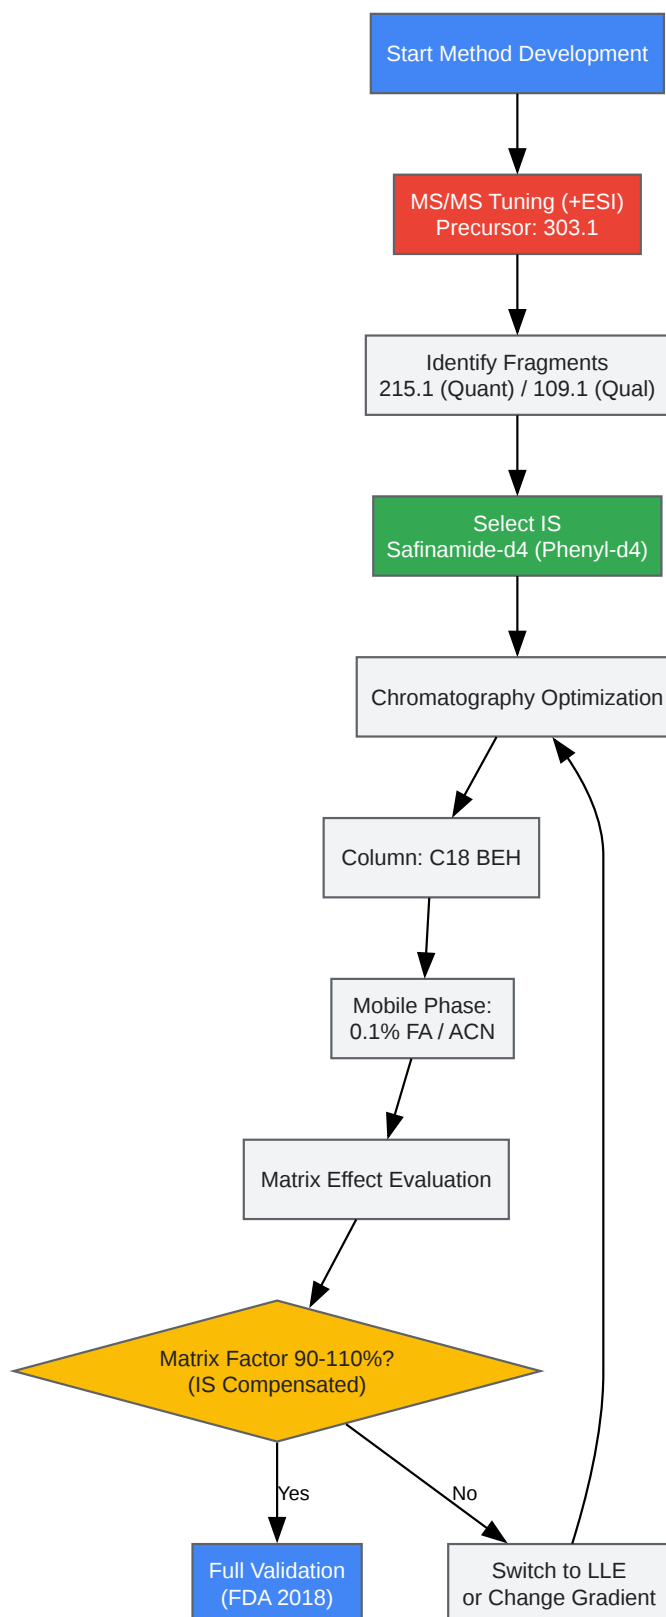 Start Method Development
MS/MS Tuning (+ESI)
Precursor: 303.1
Identify Fragments
215.1 (Quant) / 109.1 (Qual)
Select IS
Safinamide-d4 (Phenyl-d4)
Chromatography Optimization
Column: C18 BEH
Mobile Phase:
0.1% FA / ACN
Matrix Effect Evaluation
Matrix Factor 90-110%?
(IS Compensated)
Yes
No
Full Validation
(FDA 2018)
Switch to LLE
or Change Gradient